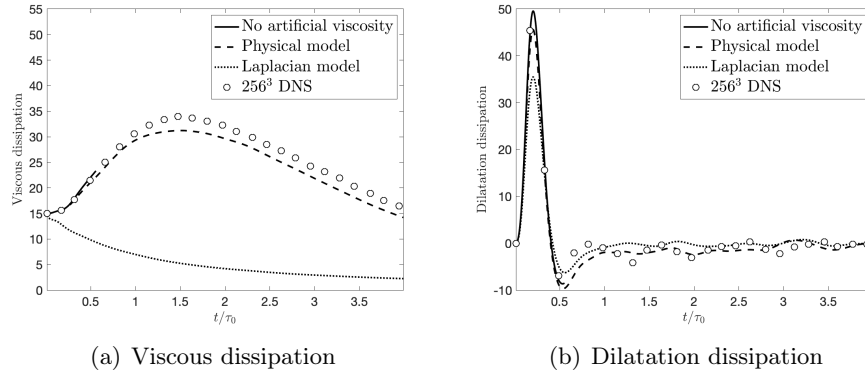 55
50
45
40
35
30
25
20
15
10
5
0
Viscous dissipation
No artificial viscosity
Physical model
Laplacian model
256³ DNS
0.5 1 1.5 2 2.5 3 3.5
t/τ₀
(a) Viscous dissipation
50
40
30
20
10
0
-10
Dilatation dissipation
No artificial viscosity
Physical model
Laplacian model
256³ DNS
0 0.5 1 1.5 2 2.5 3 3.5
t/τ₀
(b) Dilatation dissipation